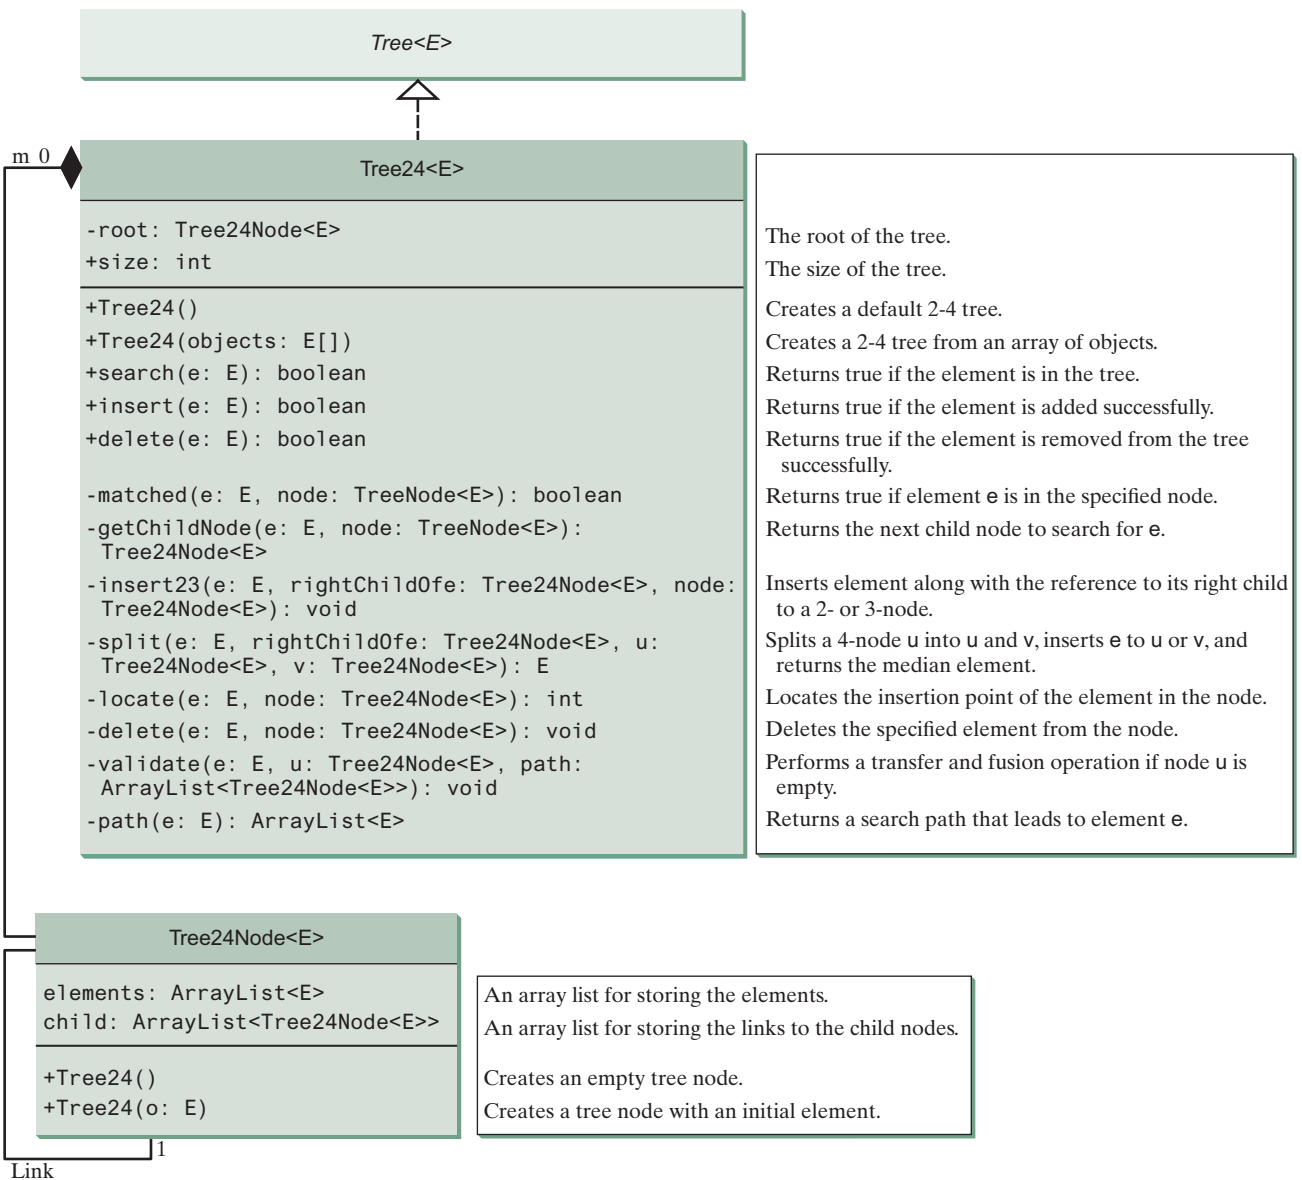 Tree<E>
m 0
Tree24<E>
-root: Tree24Node<E>
+size: int
The root of the tree.
The size of the tree.
+Tree24()
+Tree24(objects: E[])
+search(e: E): boolean
+insert(e: E): boolean
+delete(e: E): boolean
-matched(e: E, node: TreeNode<E>): boolean
-getChildNode(e: E, node: TreeNode<E>):
Tree24Node<E>
-insert23(e: E, rightChildOfe: Tree24Node<E>, node:
Tree24Node<E>): void
-split(e: E, rightChildOfe: Tree24Node<E>, u:
Tree24Node<E>, v: Tree24Node<E>): E
-locate(e: E, node: Tree24Node<E>): int
-delete(e: E, node: Tree24Node<E>): void
-validate(e: E, u: Tree24Node<E>, path:
ArrayList<Tree24Node<E>>): void
-path(e: E): ArrayList<E>
Creates a default 2-4 tree.
Creates a 2-4 tree from an array of objects.
Returns true if the element is in the tree.
Returns true if the element is added successfully.
Returns true if the element is removed from the tree
successfully.
Returns true if element e is in the specified node.
Returns the next child node to search for e.
Inserts element along with the reference to its right child
to a 2- or 3-node.
Splits a 4-node u into u and v, inserts e to u or v, and
returns the median element.
Locates the insertion point of the element in the node.
Deletes the specified element from the node.
Performs a transfer and fusion operation if node u is
empty.
Returns a search path that leads to element e.
Tree24Node<E>
elements: ArrayList<E>
child: ArrayList<Tree24Node<E>>
An array list for storing the elements.
An array list for storing the links to the child nodes.
+Tree24()
+Tree24(o: E)
Creates an empty tree node.
Creates a tree node with an initial element.
1
Link